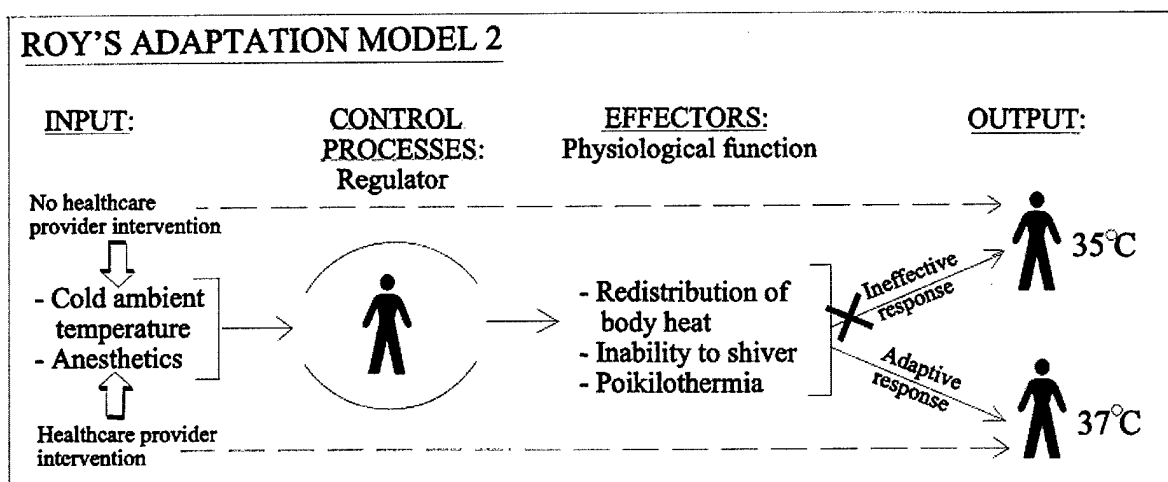 ROY'S ADAPTATION MODEL 2
INPUT:
CONTROL
PROCESSES:
Regulator
EFFECTORS:
Physiological function
OUTPUT:
No healthcare
provider intervention
- Cold ambient
temperature
- Anesthetics
Healthcare provider
intervention
- Redistribution of
body heat
- Inability to shiver
- Poikilothermia
Ineffective
response
Adaptive
response
35°C
37°C